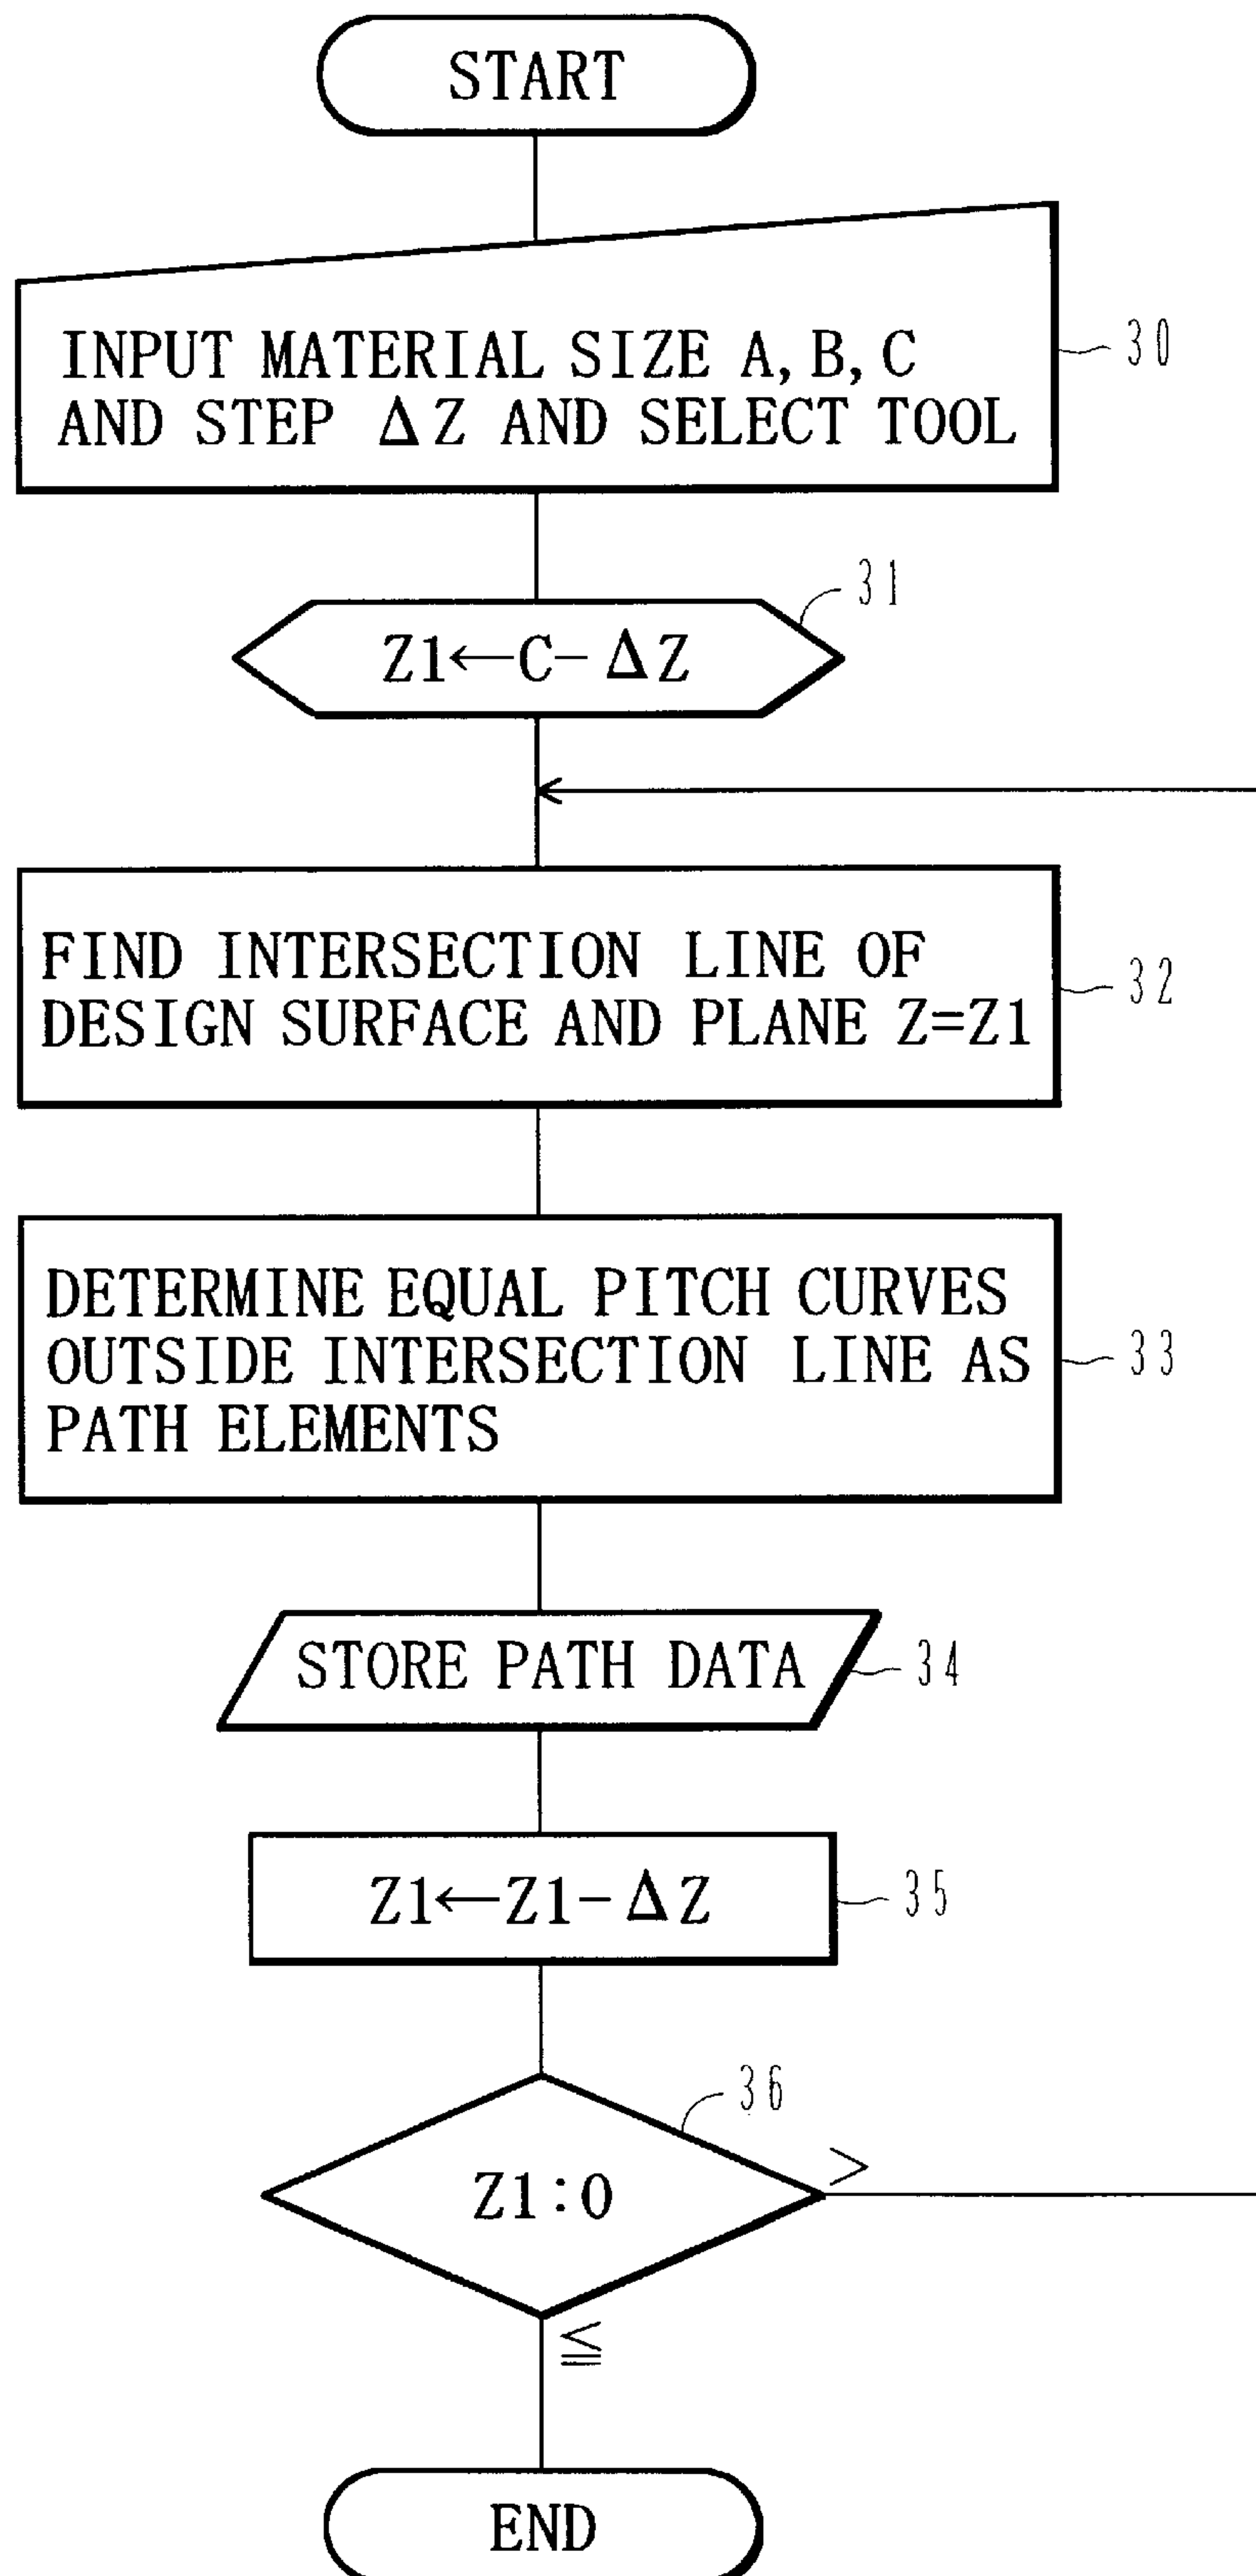 START
INPUT MATERIAL SIZE A, B, C
AND STEP ΔZ AND SELECT TOOL
30
31
Z1←C-ΔZ
FIND INTERSECTION LINE OF
DESIGN SURFACE AND PLANE Z=Z1
32
DETERMINE EQUAL PITCH CURVES
OUTSIDE INTERSECTION LINE AS
PATH ELEMENTS
33
STORE PATH DATA
34
Z1←Z1-ΔZ
35
36
Z1:0
>
≦
END